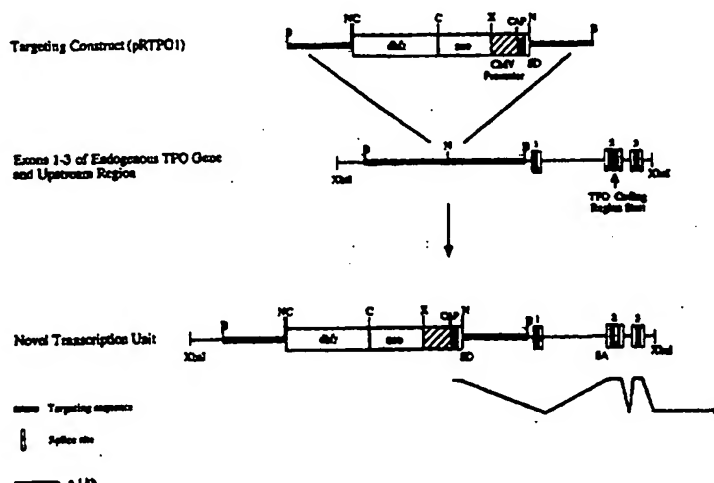 NC C X CAP N B
Targeting Construct (pRTPO1)
dhfr neo
CMV Promoter SD
Exons 1-3 of Endogenous TPO Gene and Upstream Region
B N B 1 2 3
XbaI XbaI
TPO Coding Region Start
NC C X CAP N
B B 1 2 3
Novel Transcription Unit
dhfr neo
XbaI SD SA XbaI
Targeting sequence
Splice site